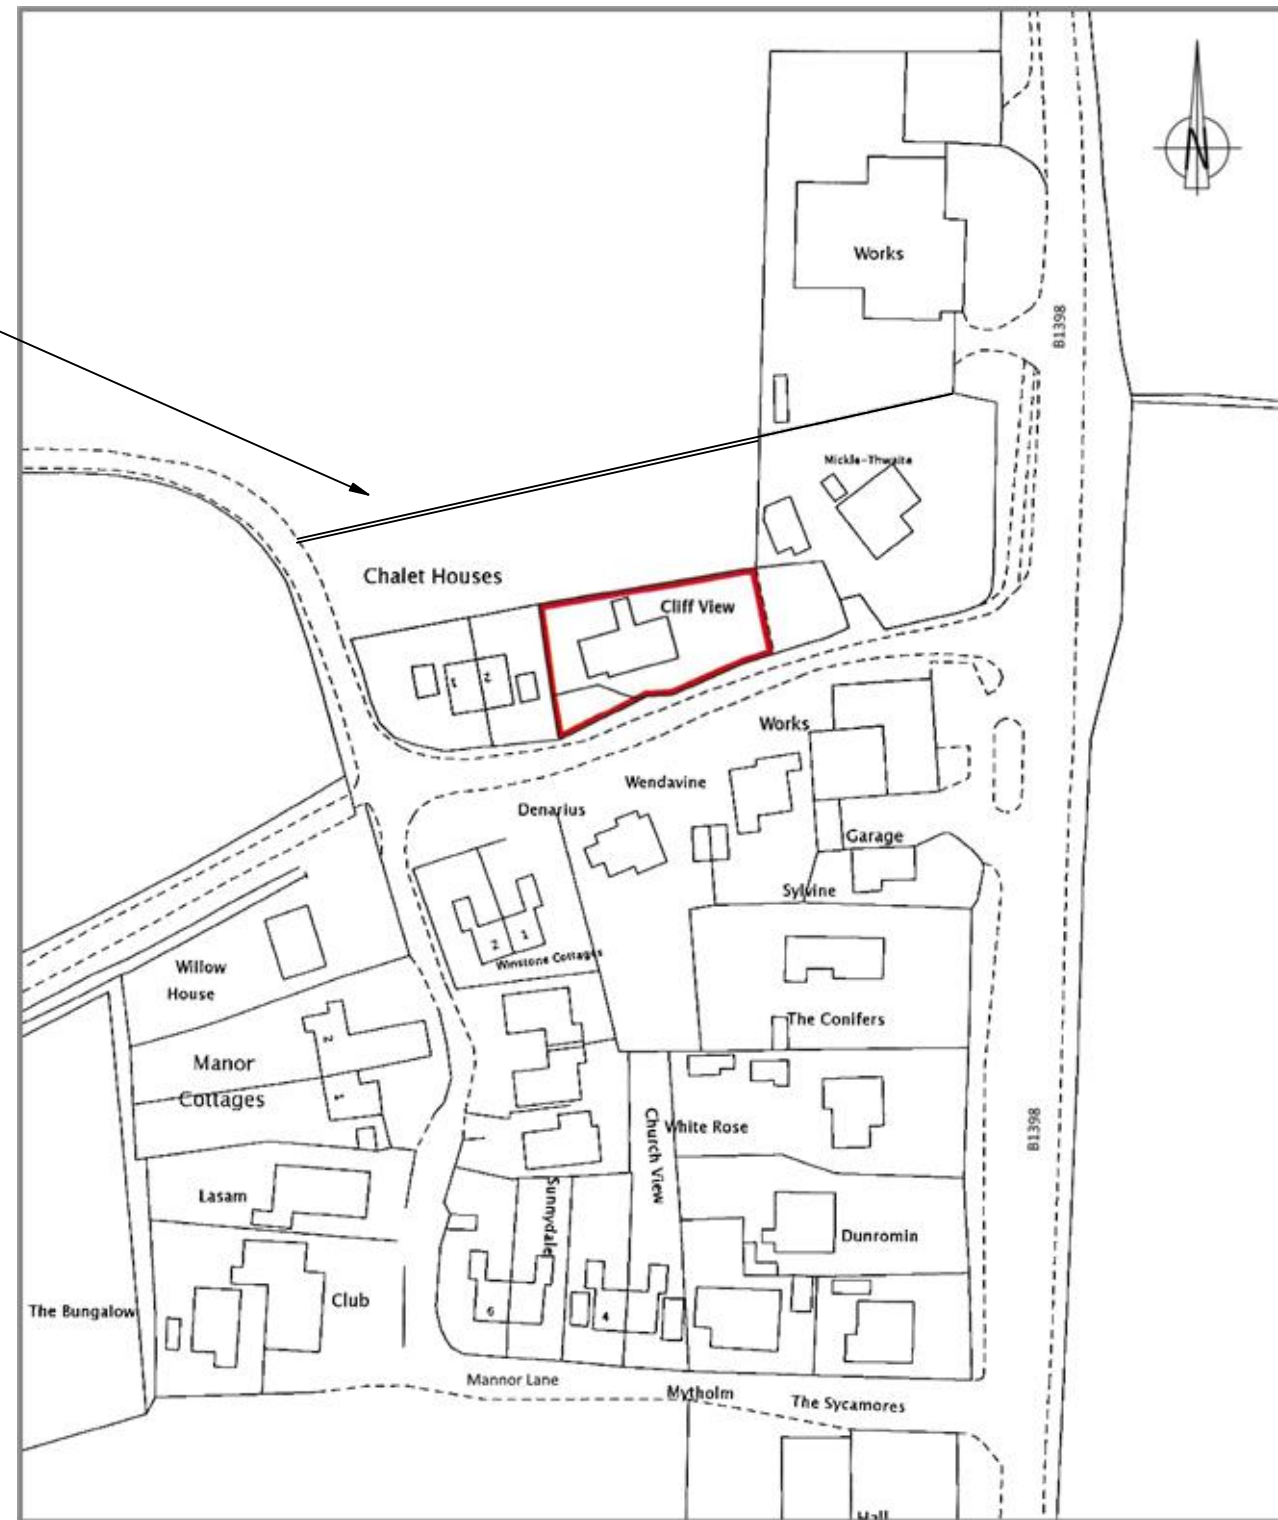 N
Works
B1398
Mickle-Thwaite
Chalet Houses
Cliff View
1
2
Works
Wendavine
Denarius
Garage
Sylvine
2
1
Winstone Cottages
Willow
House
The Conifers
2
Manor
Cottages
1
White Rose
Church View
B1398
Lasam
Sunnydale
Dunromin
Club
The Bungalow
6
4
Mannor Lane
Mytholm
The Sycamores
Hall